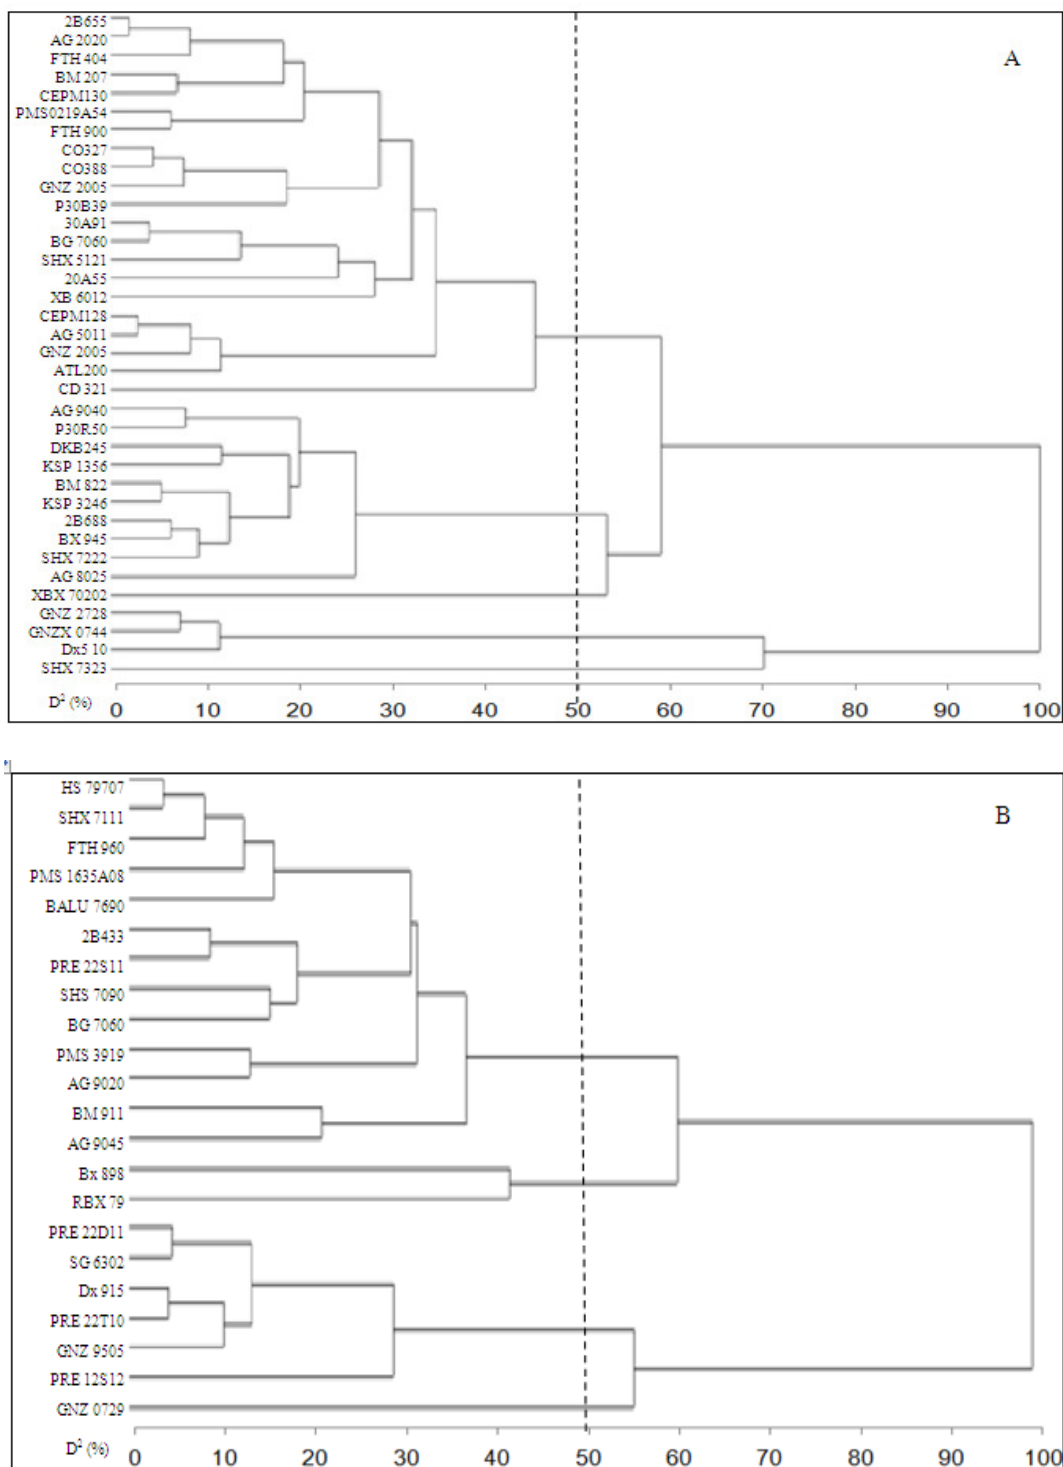 2B655
AG 2020
FTH 404
BM 207
CEPM130
PMS0219A54
FTH 900
CO327
CO388
GNZ 2005
P30B39
30A91
BG 7060
SHX 5121
20A55
XB 6012
CEPM128
AG 5011
GNZ 2005
ATL200
CD 321
AG 9040
P30R50
DKB245
KSP 1356
BM 822
KSP 3246
2B688
BX 945
SHX 7222
AG 8025
XBX 70202
GNZ 2728
GNZX 0744
Dx510
SHX 7323
A
D² (%) 0 10 20 30 40 50 60 70 80 90 100
HS 79707
SHX 7111
FTH 960
PMS 1635A08
BALU 7690
2B433
PRE 22S11
SHS 7090
BG 7060
PMS 3919
AG 9020
BM 911
AG 9045
Bx 898
RBX 79
PRE 22D11
SG 6302
Dx 915
PRE 22T10
GNZ 9505
PRE 12S12
GNZ 0729
B
D² (%) 0 10 20 30 40 50 60 70 80 90 100